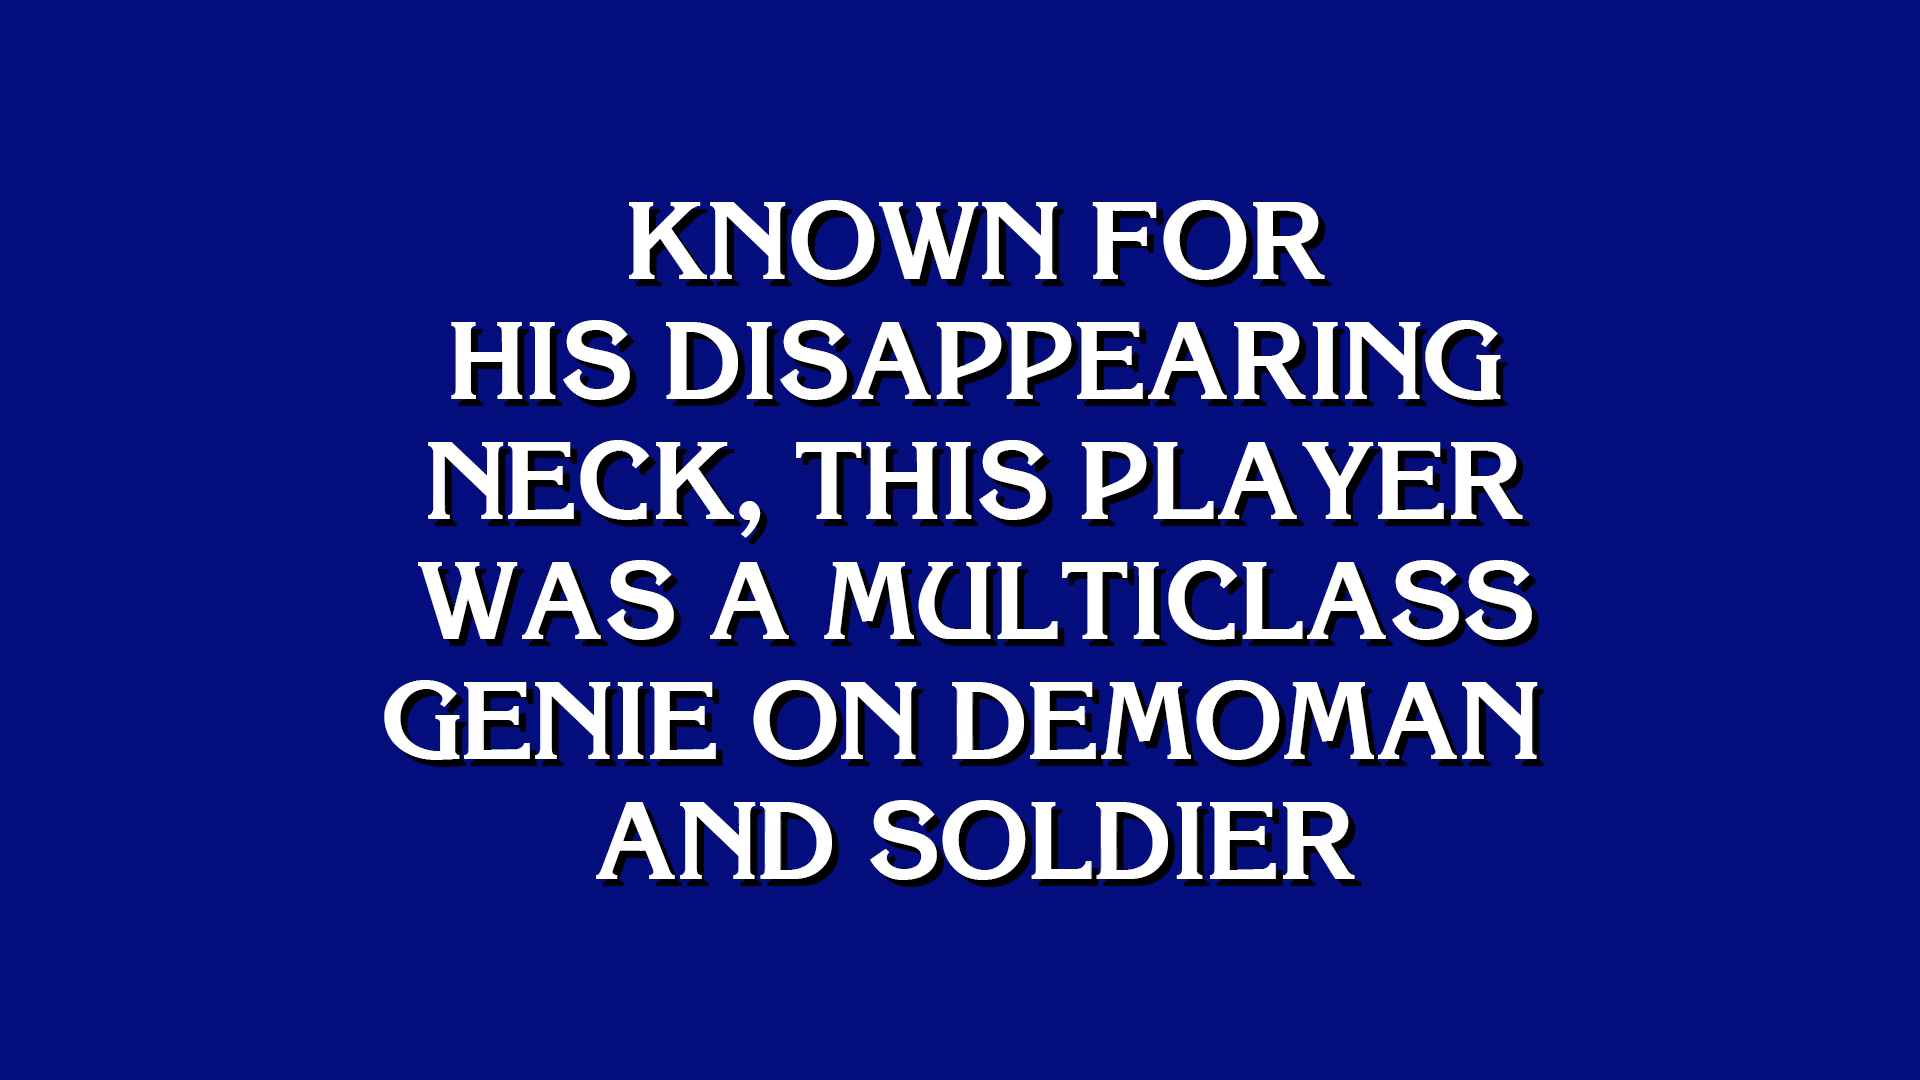 KNOWN FOR
HIS DISAPPEARING
NECK, THIS PLAYER
WAS A MULTICLASS
GENIE ON DEMOMAN
AND SOLDIER